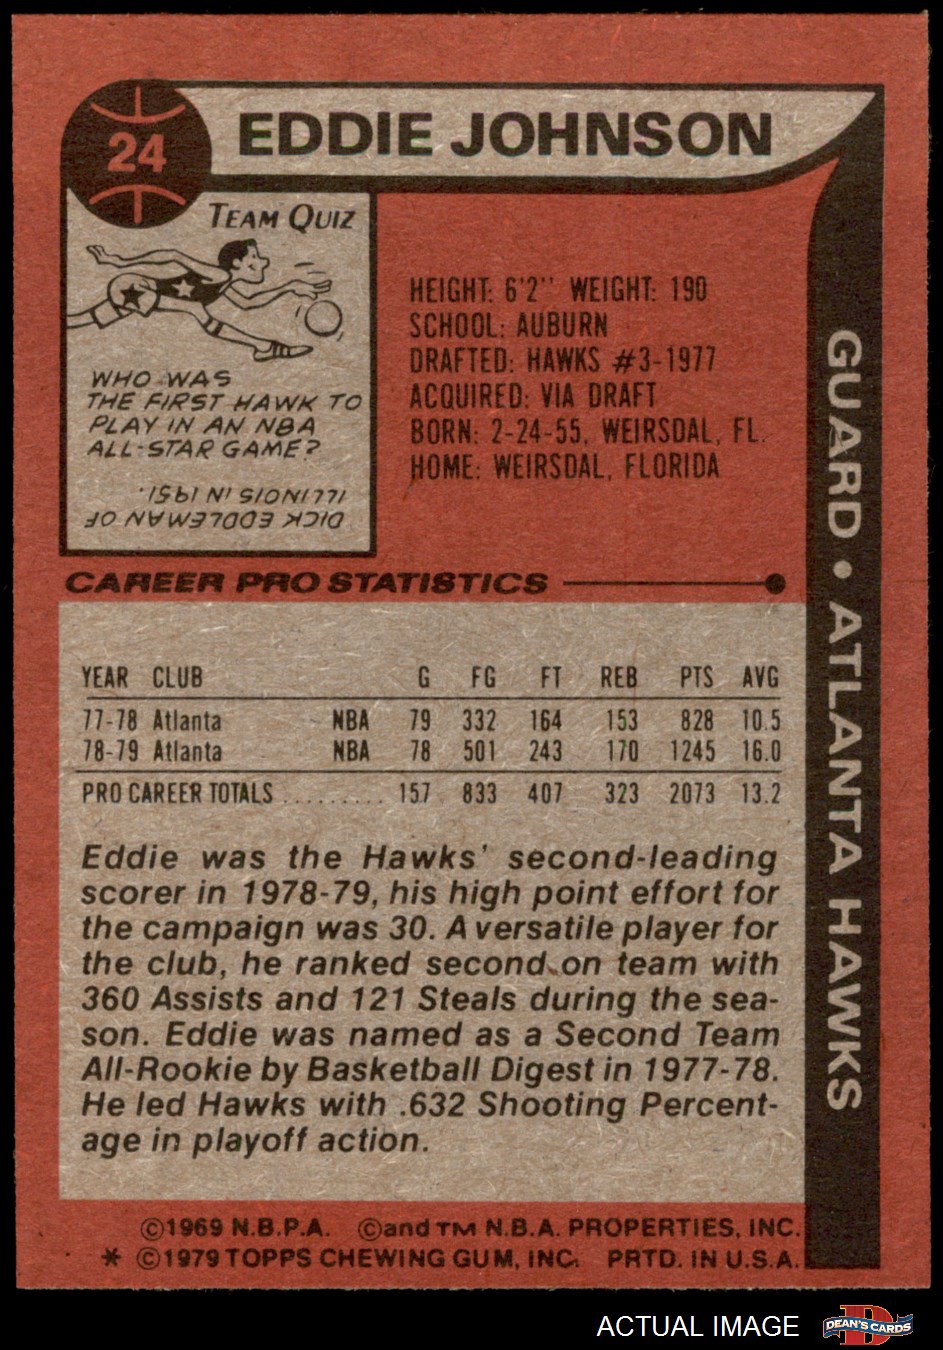 24
EDDIE JOHNSON
TEAM QUIZ
WHO WAS
THE FIRST HAWK TO
PLAY IN AN NBA
ALL-STAR GAME?
DICK EDDLEMAN OF
ILLINOIS IN 1951.
HEIGHT: 6'2" WEIGHT: 190
SCHOOL: AUBURN
DRAFTED: HAWKS #3-1977
ACQUIRED: VIA DRAFT
BORN: 2-24-55, WEIRSDAL, FL.
HOME: WEIRSDAL, FLORIDA
GUARD • ATLANTA HAWKS
CAREER PRO STATISTICS
YEAR CLUB G FG FT REB PTS AVG
77-78 Atlanta NBA 79 332 164 153 828 10.5
78-79 Atlanta NBA 78 501 243 170 1245 16.0
PRO CAREER TOTALS ......... 157 833 407 323 2073 13.2
Eddie was the Hawks' second-leading
scorer in 1978-79, his high point effort for
the campaign was 30. A versatile player for
the club, he ranked second on team with
360 Assists and 121 Steals during the sea-
son. Eddie was named as a Second Team
All-Rookie by Basketball Digest in 1977-78.
He led Hawks with .632 Shooting Percent-
age in playoff action.
©1969 N.B.P.A. ©and TM N.B.A. PROPERTIES, INC.
* ©1979 TOPPS CHEWING GUM, INC. PRTD. IN U.S.A.
ACTUAL IMAGE
DEAN'S CARDS